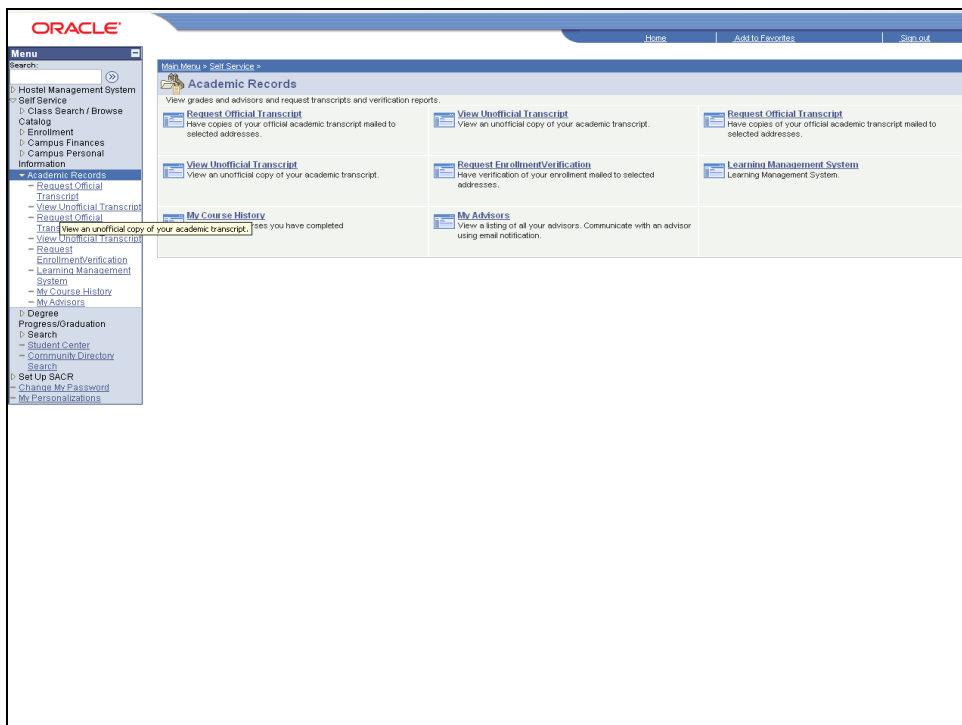 ORACLE'
Home
Add to Favorites
Sign out
Menu
Search:
Hostel Management System
Self Service
Class Search / Browse
Catalog
Enrollment
Campus Finances
Campus Personal
Information
Academic Records
– Request Official
Transcript
– View Unofficial Transcript
– Request Official
Trans
– View Unofficial Transcript
– Request
EnrollmentVerification
– Learning Management
System
– My Course History
– My Advisors
Degree
Progress/Graduation
Search
– Student Center
– Community Directory
Search
Set Up SACR
– Change My Password
– My Personalizations
View an unofficial copy of your academic transcript.
Main Menu > Self Service >
Academic Records
View grades and advisors and request transcripts and verification reports.
Request Official Transcript
Have copies of your official academic transcript mailed to
selected addresses.
View Unofficial Transcript
View an unofficial copy of your academic transcript.
Request Official Transcript
Have copies of your official academic transcript mailed to
selected addresses.
View Unofficial Transcript
View an unofficial copy of your academic transcript.
Request EnrollmentVerification
Have verification of your enrollment mailed to selected
addresses.
Learning Management System
Learning Management System.
My Course History
rses you have completed
My Advisors
View a listing of all your advisors. Communicate with an advisor
using email notification.